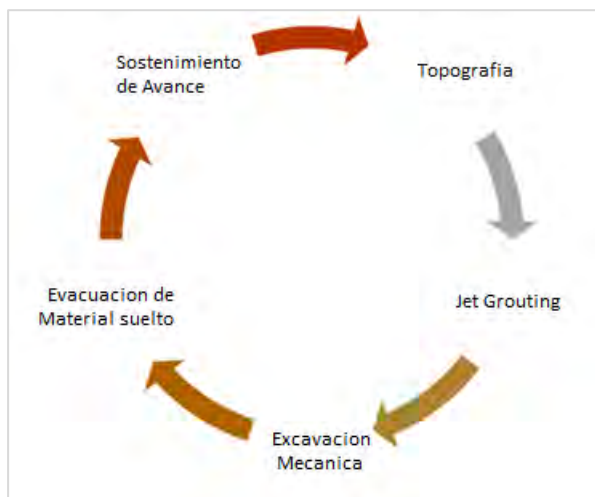 Sostenimiento
de Avance
Topografia
Jet Grouting
Excavacion
Mecanica
Evacuacion de
Material suelto